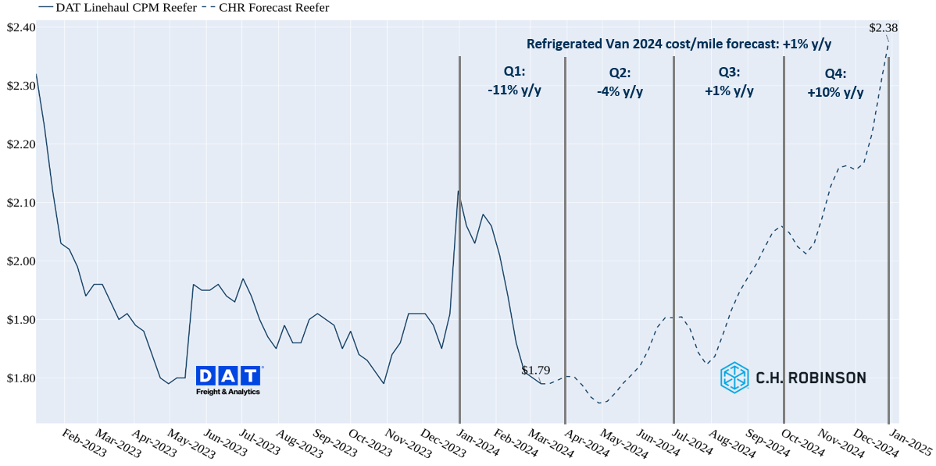 DAT Linehaul CPM Reefer CHR Forecast Reefer
$2.40
$2.38
Refrigerated Van 2024 cost/mile forecast: +1% y/y
Q1:
-11% y/y
Q2:
-4% y/y
Q3:
+1% y/y
Q4:
+10% y/y
$2.30
$2.20
$2.10
$2.00
$1.90
$1.80
$1.79
DAT
Freight & Analytics
C.H. ROBINSON
Feb-2023
Mar-2023
Apr-2023
May-2023
Jun-2023
Jul-2023
Aug-2023
Sep-2023
Oct-2023
Nov-2023
Dec-2023
Jan-2024
Feb-2024
Mar-2024
Apr-2024
May-2024
Jun-2024
Jul-2024
Aug-2024
Sep-2024
Oct-2024
Nov-2024
Dec-2024
Jan-2025